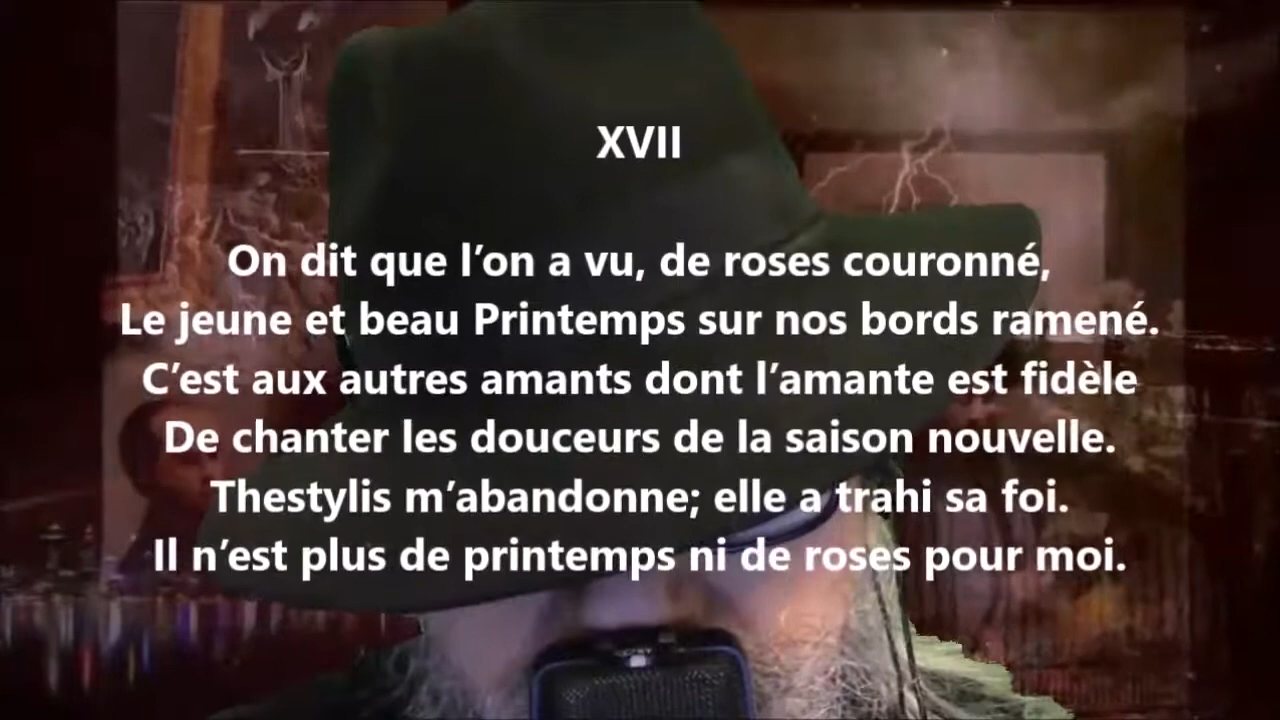 XVII
On dit que l’on a vu, de roses couronné,
Le jeune et beau Printemps sur nos bords ramené.
C’est aux autres amants dont l’amante est fidèle
De chanter les douceurs de la saison nouvelle.
Thestylis m’abandonne; elle a trahi sa foi.
Il n’est plus de printemps ni de roses pour moi.